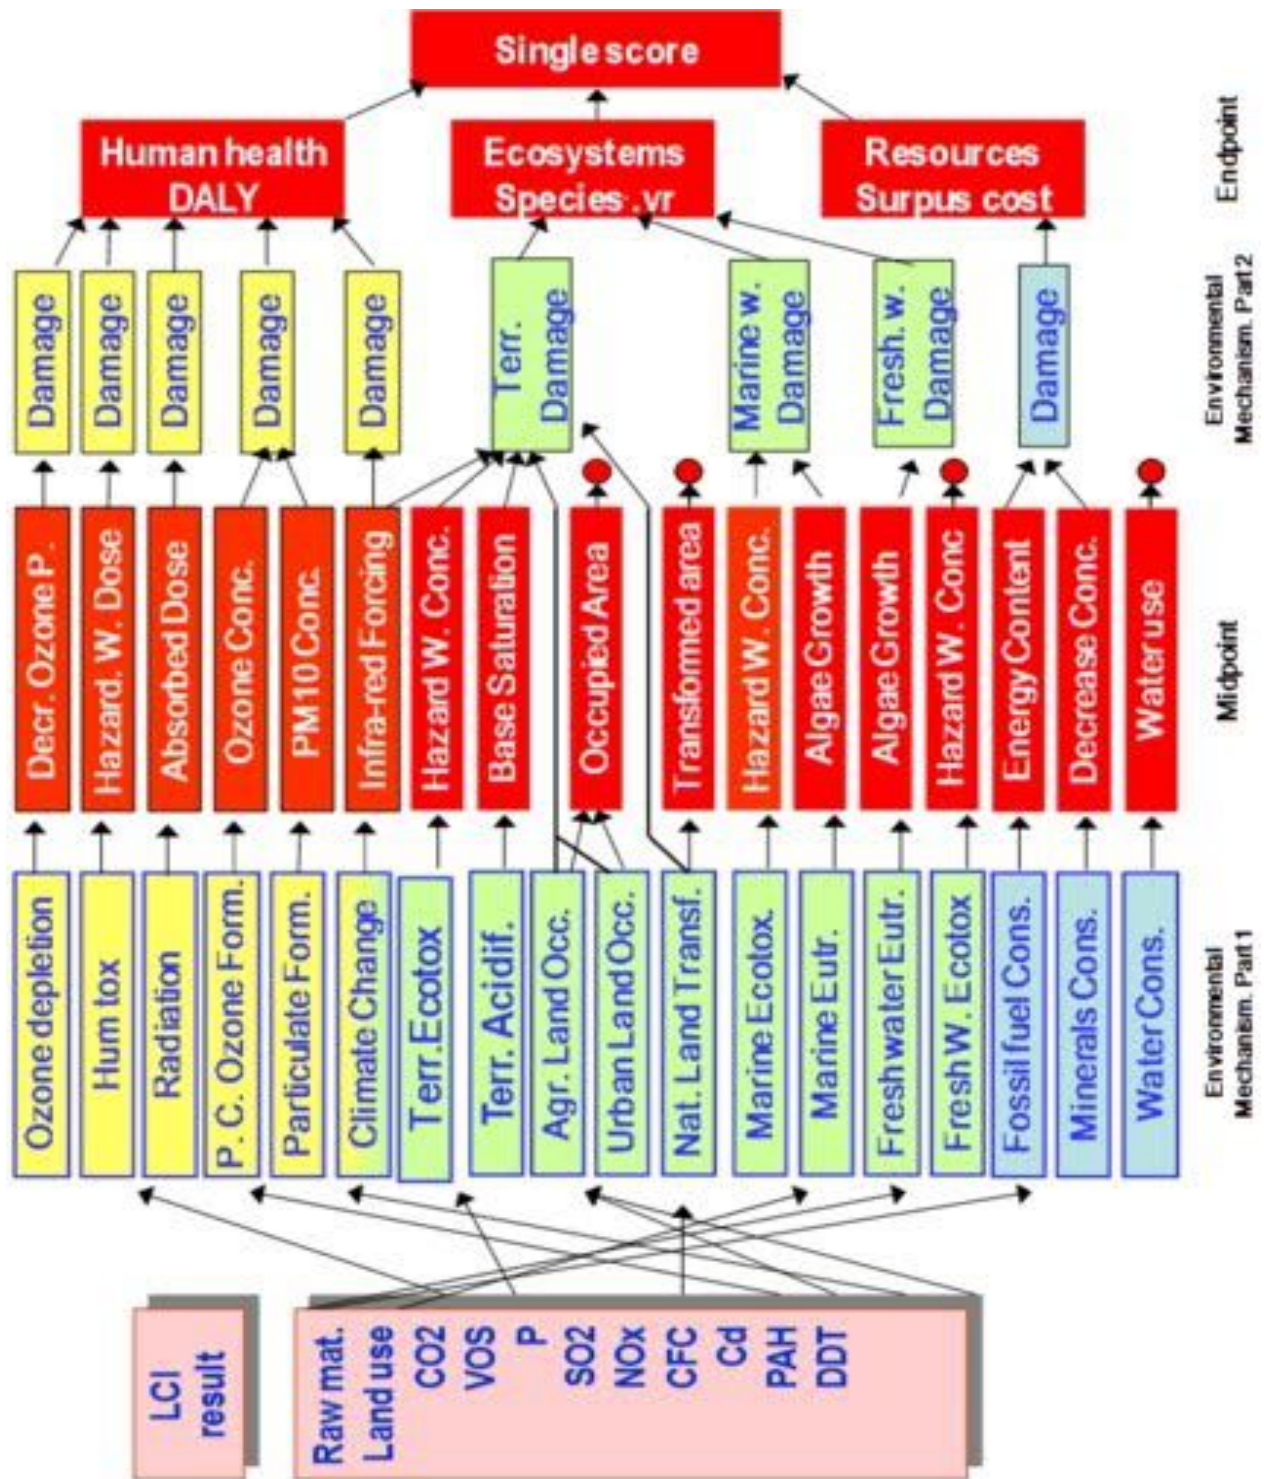 Single score
Human health
DALY
Ecosystems
Species.yr
Resources
Surpus cost
Endpoint
Damage
Damage
Damage
Damage
Damage
Terr.
Damage
Marine w.
Damage
Fresh. w.
Damage
Damage
Environmental
Mechanism. Part 2
Decr. Ozone P.
Hazard. W. Dose
Absorbed Dose
Ozone Conc.
PM10 Conc.
Infra-red Forcing
Hazard W. Conc.
Base Saturation
Occupied Area
Transformed area
Hazard W. Conc.
Algae Growth
Algae Growth
Hazard W. Conc
Energy Content
Decrease Conc.
Water use
Midpoint
Ozone depletion
Hum tox
Radiation
P. C. Ozone Form.
Particulate Form.
Climate Change
Terr. Ecotox
Terr. Acidif.
Agr. Land Occ.
Urban Land Occ.
Nat. Land Transf.
Marine Ecotox.
Marine Eutr.
Freshwater Eutr.
Fresh W. Ecotox
Fossil fuel Cons.
Minerals Cons.
Water Cons.
Environmental
Mechanism. Part 1
LCI
result
Raw mat.
Land use
CO2
VOS
P
SO2
NOx
CFC
Cd
PAH
DDT